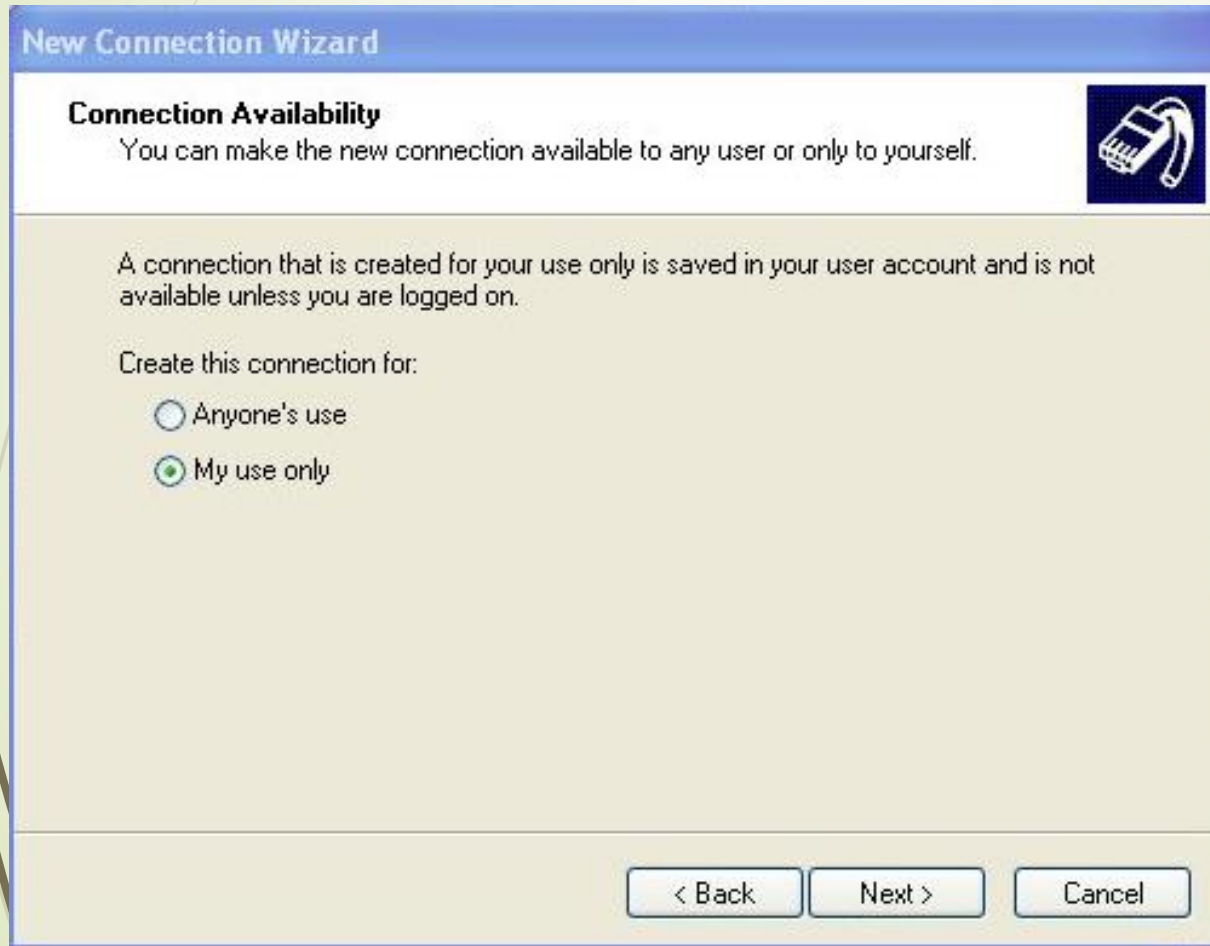 New Connection Wizard
Connection Availability
You can make the new connection available to any user or only to yourself.
A connection that is created for your use only is saved in your user account and is not
available unless you are logged on.
Create this connection for:
Anyone's use
My use only
< Back
Next >
Cancel